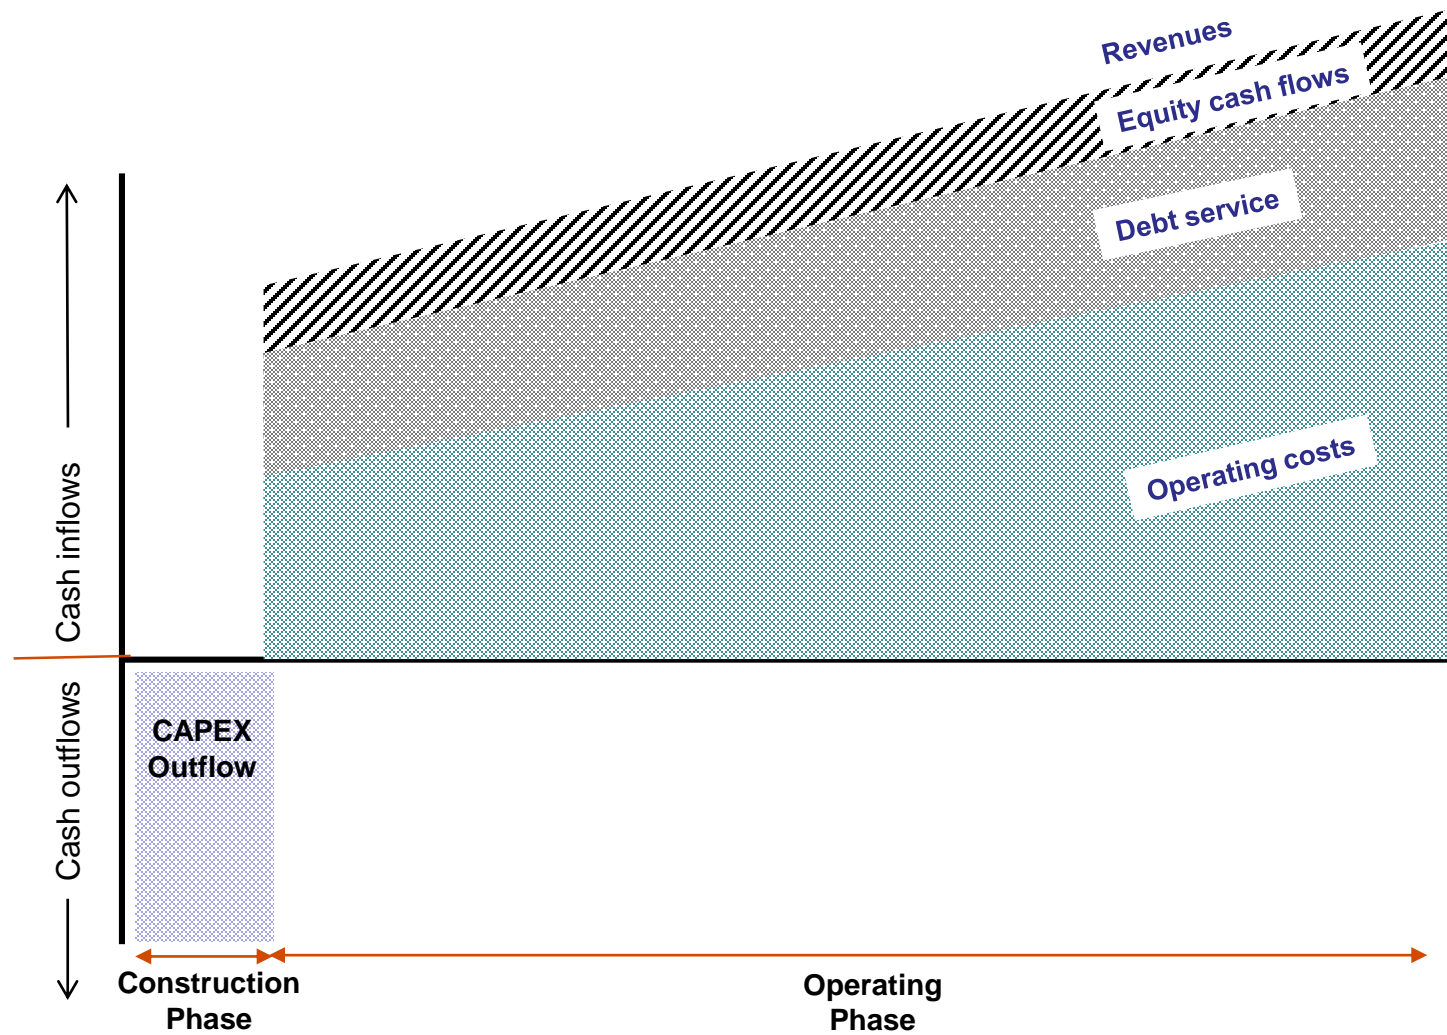 Revenues
Equity cash flows
Debt service
Operating costs
Cash inflows
Cash outflows
CAPEX
Outflow
Construction
Phase
Operating
Phase